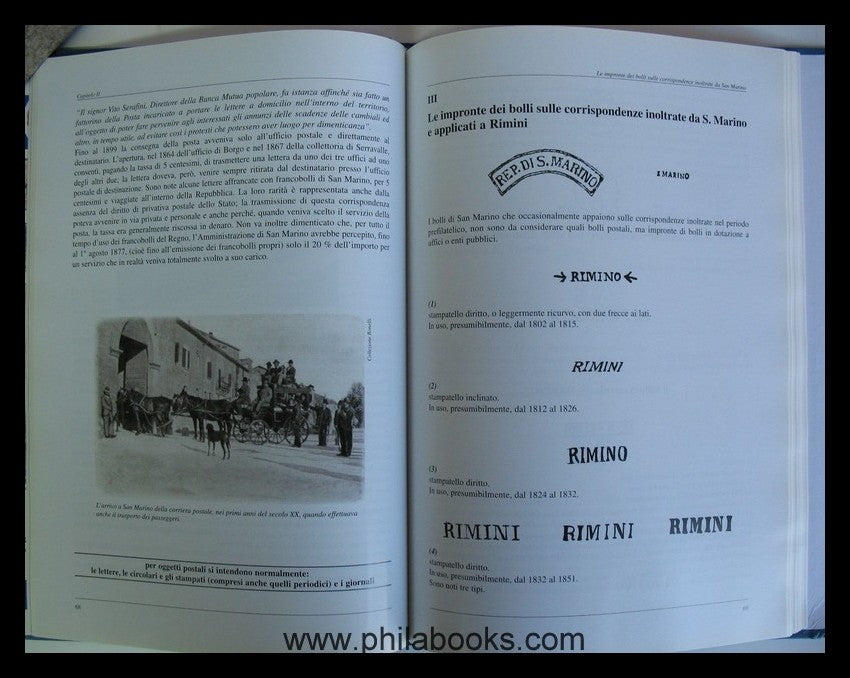 Capitolo II
"Il signor Vito Serafini, Direttore della Banca Mutua popolare, fa istanza affinché sia fatto un
fattorino della Posta incaricato a portare le lettere a domicilio nell'interno del territorio,
all'oggetto di poter fare pervenire agli interessati gli annunzi delle scadenze delle cambiali ed
altro, in tempo utile, ad evitare così i protesti che potessero aver luogo per dimenticanza".
Fino al 1899 la consegna della posta avveniva solo all'ufficio postale e direttamente al
destinatario. L'apertura, nel 1864 dell'ufficio di Borgo e nel 1867 della collettoria di Serravalle,
consentì, pagando la tassa di 5 centesimi, di trasmettere una lettera da uno dei tre uffici ad uno
degli altri due; la lettera doveva, però, venire sempre ritirata dal destinatario presso l'ufficio
postale di destinazione. Sono note alcune lettere affrancate con francobolli di San Marino, per 5
centesimi e viaggiate all'interno della Repubblica. La loro rarità è rappresentata anche dalla
assenza del diritto di privativa postale dello Stato; la trasmissione di questa corrispondenza
poteva avvenire in via privata e personale e anche perché, quando veniva scelto il servizio della
posta, la tassa era generalmente riscossa in denaro. Non va inoltre dimenticato che, per tutto il
tempo d'uso dei francobolli del Regno, l'Amministrazione di San Marino avrebbe percepito, fino
al 1° agosto 1877, (cioè fino all'emissione dei francobolli propri) solo il 20 % dell'importo per
un servizio che in realtà veniva totalmente svolto a suo carico.
Collezione Bonelli
L'arrivo a San Marino della corriera postale, nei primi anni del secolo XX, quando effettuava
anche il trasporto dei passeggeri.
per oggetti postali si intendono normalmente:
le lettere, le circolari e gli stampati (compresi anche quelli periodici) e i giornali
68
Le impronte dei bolli sulle corrispondenze inoltrate da San Marino
III
Le impronte dei bolli sulle corrispondenze inoltrate da S. Marino
e applicati a Rimini
REP. DI S. MARINO
S MARINO
I bolli di San Marino che occasionalmente appaiono sulle corrispondenze inoltrate nel periodo
prefilatelico, non sono da considerare quali bolli postali, ma impronte di bolli in dotazione a
uffici o enti pubblici.
RIMINO
(1)
stampatello diritto, o leggermente ricurvo, con due frecce ai lati.
In uso, presumibilmente, dal 1802 al 1815.
RIMINI
(2)
stampatello inclinato.
In uso, presumibilmente, dal 1812 al 1826.
RIMINO
(3)
stampatello diritto.
In uso, presumibilmente, dal 1824 al 1832.
RIMINI RIMINI RIMINI
(4)
stampatello diritto.
In uso, presumibilmente, dal 1832 al 1851.
Sono noti tre tipi.
69
www.philabooks.com